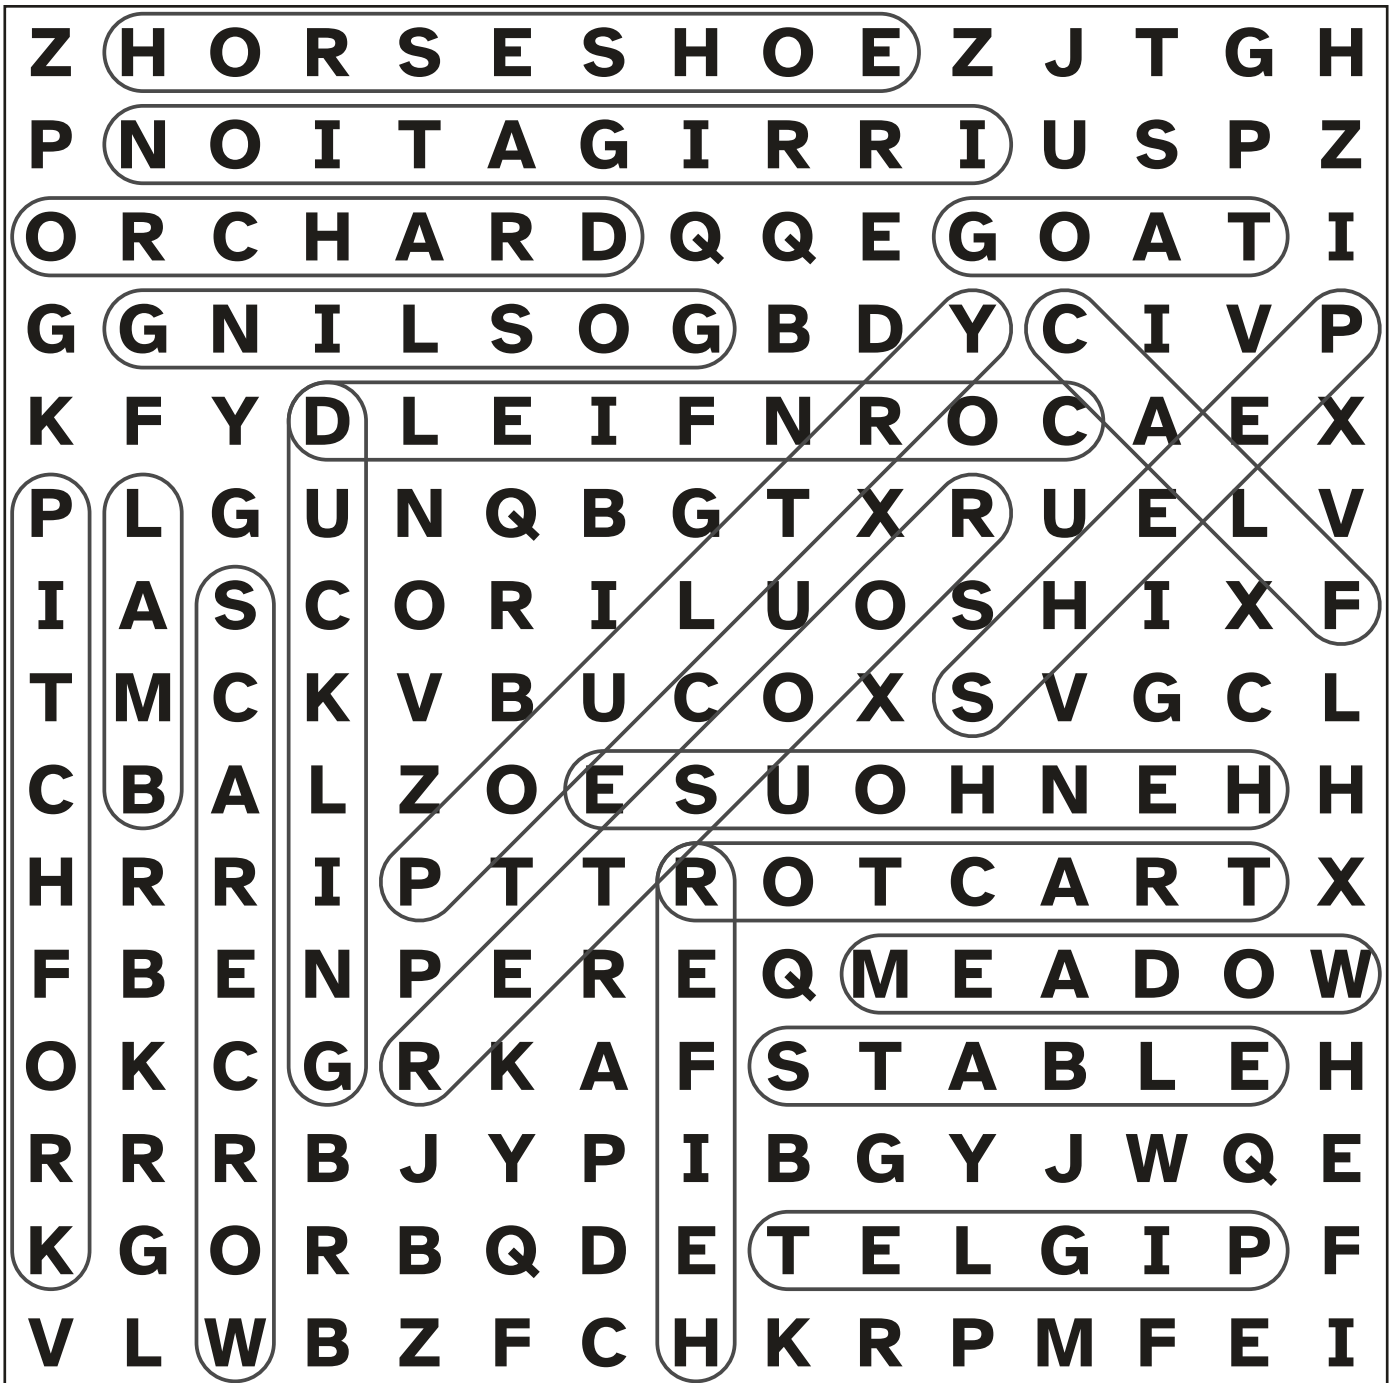 Z H O R S E S H O E Z J T G H
P N O I T A G I R R I U S P Z
O R C H A R D Q Q E G O A T I
G G N I L S O G B D Y C I V P
K F Y D L E I F N R O C A E X
P L G U N Q B G T X R U E L V
I A S C O R I L U O S H I X F
T M C K V B U C O X S V G C L
C B A L Z O E S U O H N E H H
H R R I P T T R O T C A R T X
F B E N P E R E Q M E A D O W
O K C G R K A F S T A B L E H
R R R B J Y P I B G Y J W Q E
K G O R B Q D E T E L G I P F
V L W B Z F C H K R P M F E I